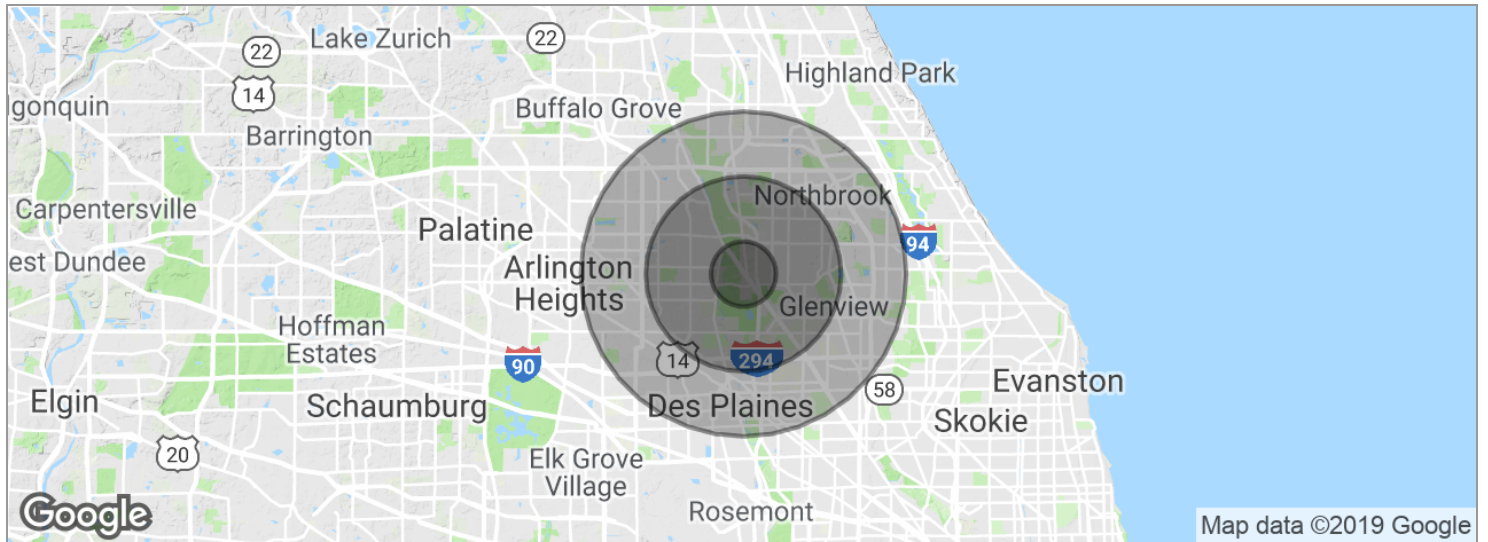 Lake Zurich
22
22
Highland Park
14
lgonquin
Buffalo Grove
Barrington
Northbrook
Carpentersville
Palatine
94
est Dundee
Arlington
Heights
Glenview
Hoffman
Estates
90
14
294
Evanston
58
Elgin
Schaumburg
Des Plaines
Skokie
20
Elk Grove
Village
Rosemont
Google
Map data ©2019 Google